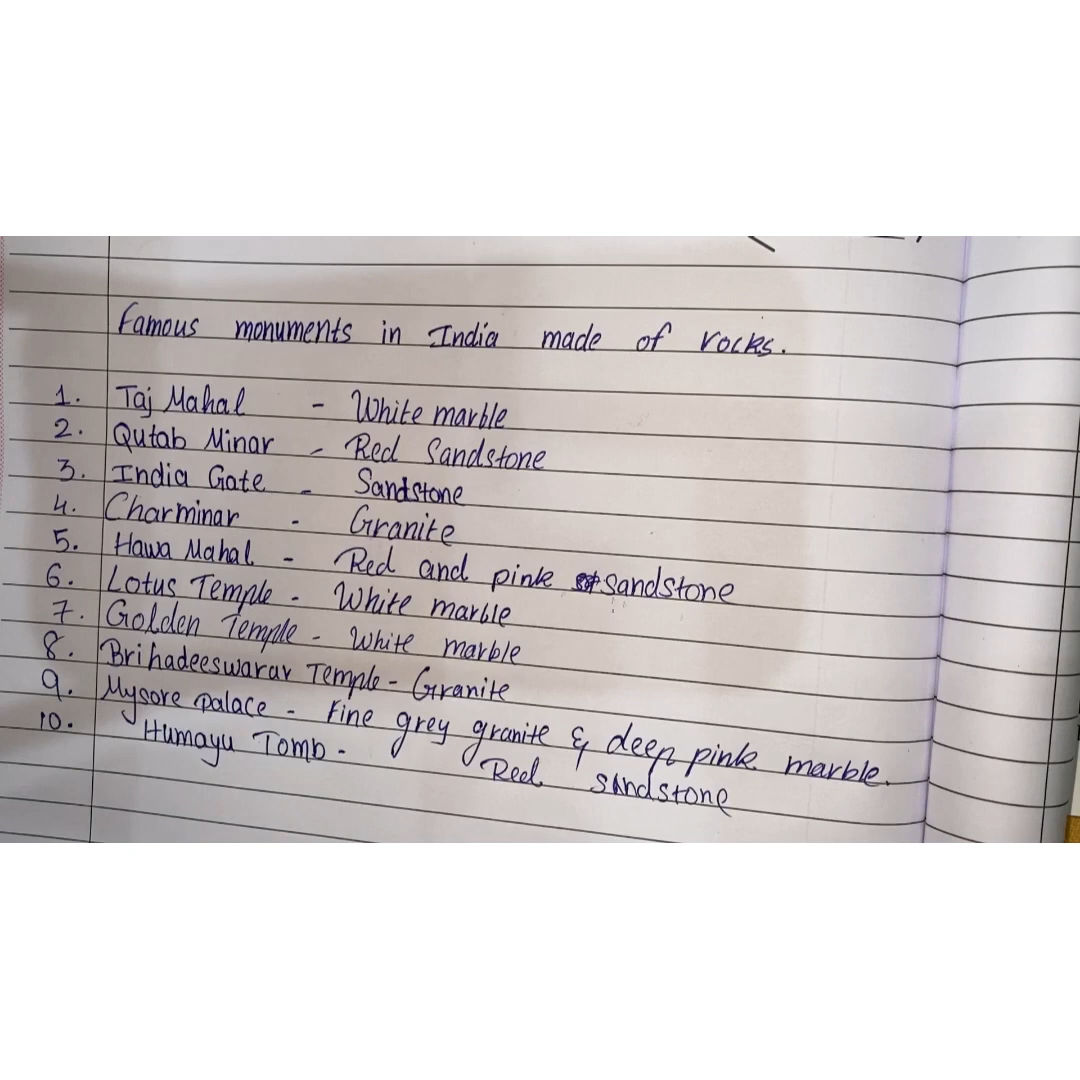 Famous monuments in India made of rocks.
1. Taj Mahal - White marble
2. Qutab Minar - Red Sandstone
3. India Gate - Sandstone
4. Charminar - Granite
5. Hawa Mahal - Red and pink sandstone
6. Lotus Temple - White marble
7. Golden Temple - White marble
8. Brihadeeswarar Temple - Granite
9. Mysore palace - Fine grey granite & deep pink marble.
10. Humayu Tomb - Red sandstone